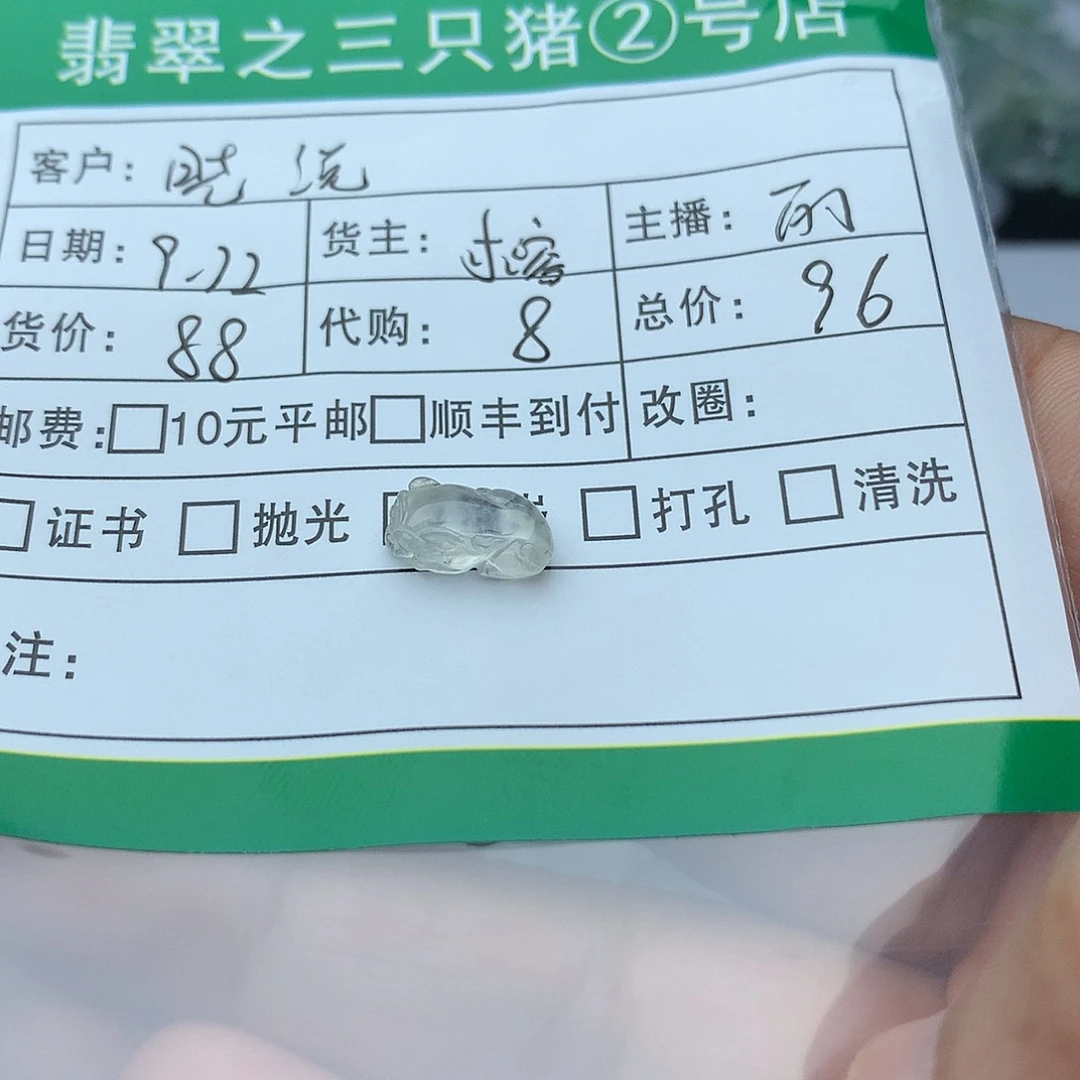 翡翠之三只猪②号店
客户：晓
日期：9.22 货主： 主播：丽
货价：88 代购：8 总价：96
邮费：□10元平邮□顺丰到付 改圈：
□证书 □抛光 □ □打孔 □清洗
注：